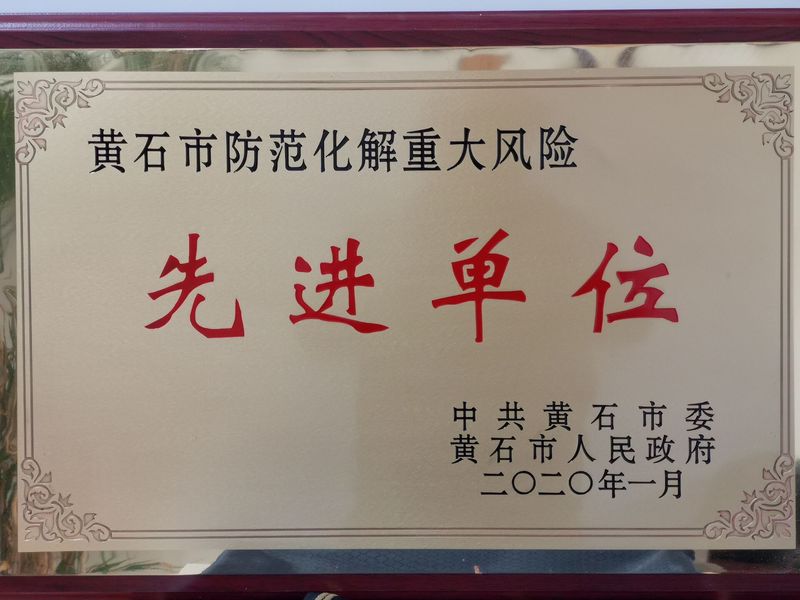 黄石市防范化解重大风险
先进单位
中共黄石市委
黄石市人民政府
二〇二〇年一月